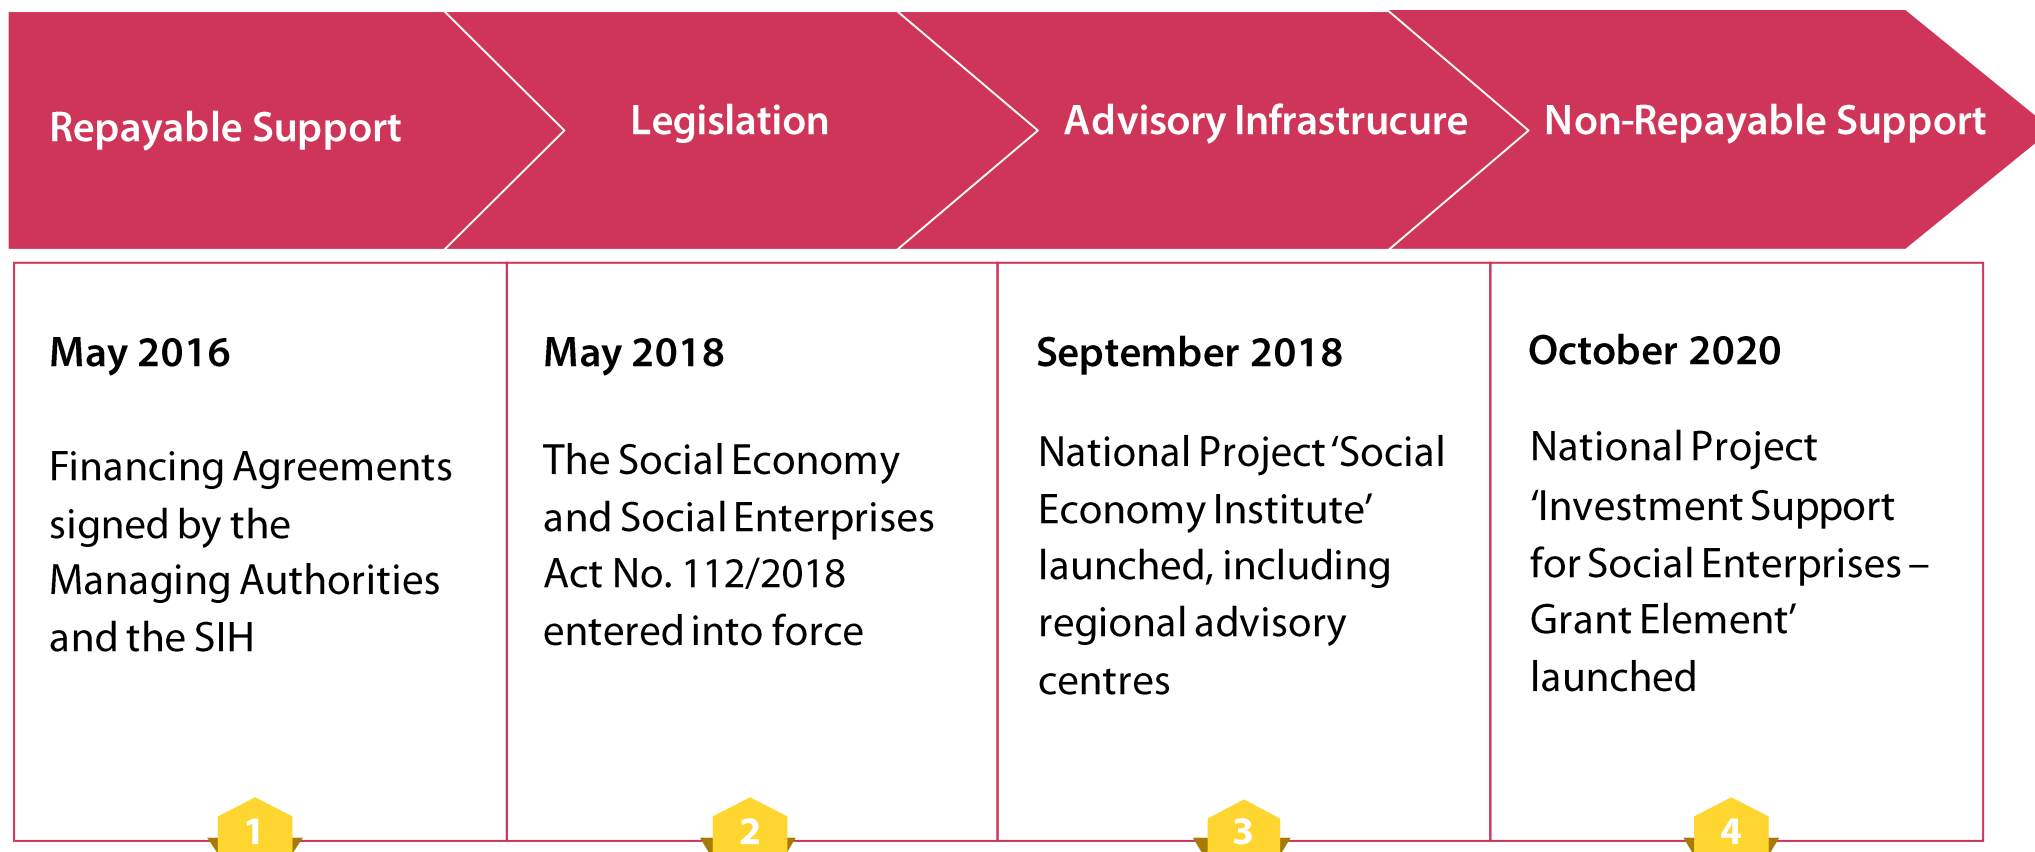 Repayable Support
Legislation
Advisory Infrastrucure
Non-Repayable Support
May 2016
Financing Agreements
signed by the
Managing Authorities
and the SIH
1
May 2018
The Social Economy
and Social Enterprises
Act No. 112/2018
entered into force
2
September 2018
National Project ‘Social
Economy Institute’
launched, including
regional advisory
centres
3
October 2020
National Project
‘Investment Support
for Social Enterprises –
Grant Element’
launched
4